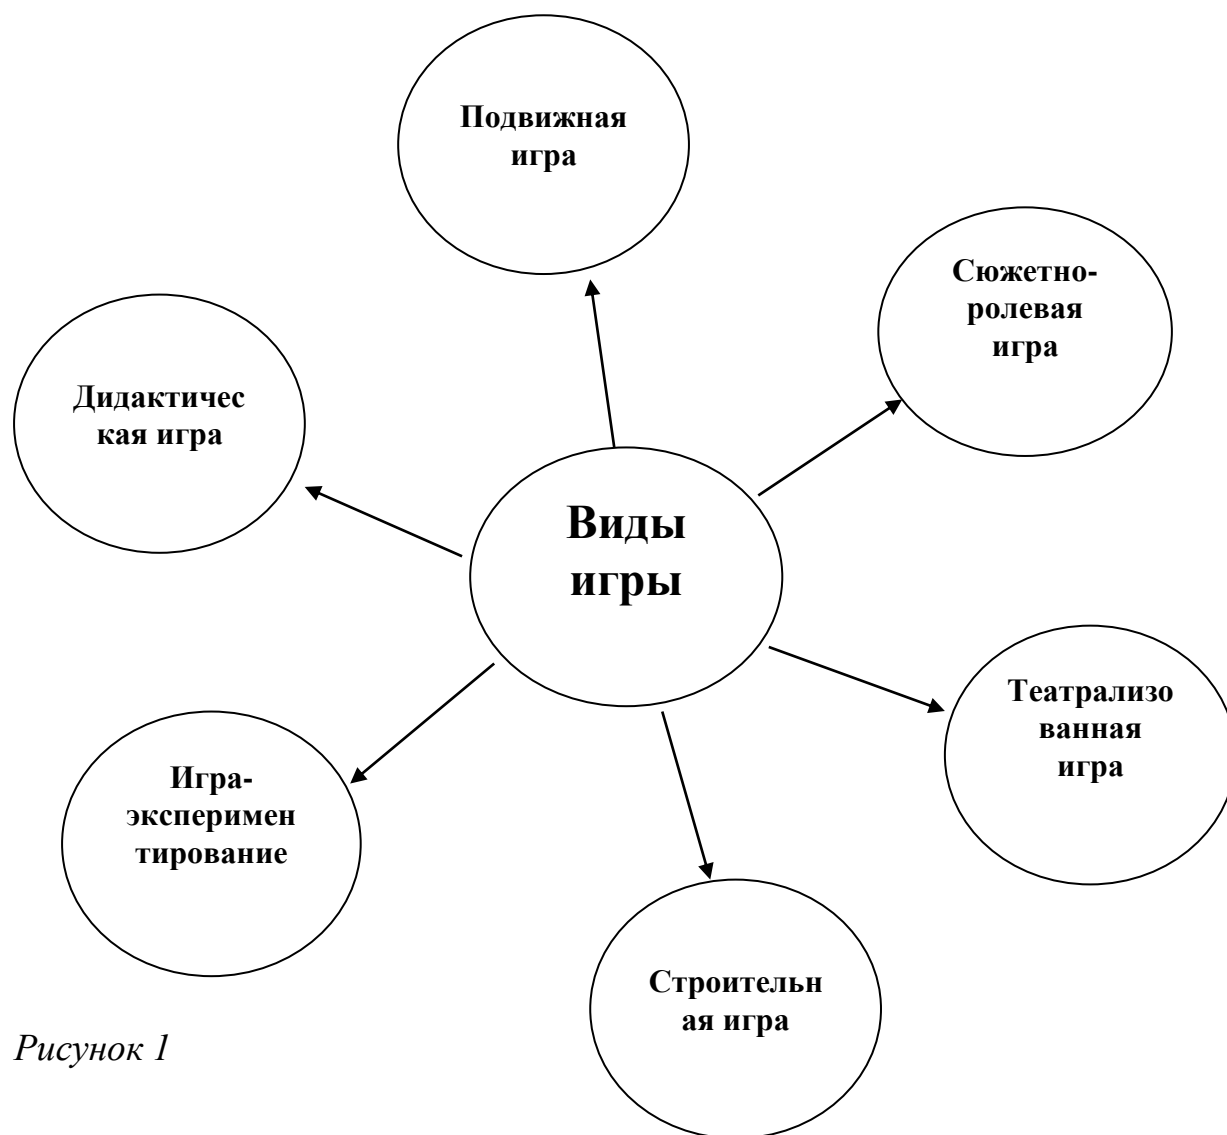 Подвижная
игра
Сюжетно-
ролевая
игра
Дидактичес
кая игра
Виды
игры
Театрализо
ванная
игра
Игра-
эксперимен
тирование
Строительн
ая игра
Рисунок 1